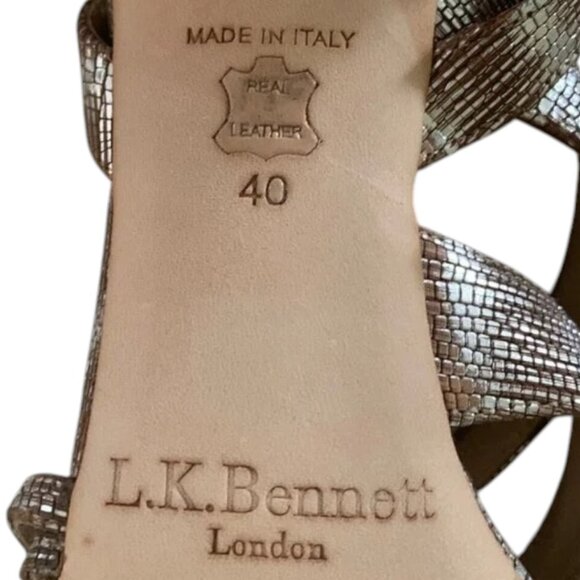 MADE IN ITALY
REAL
LEATHER
40
L.K.Bennett
London